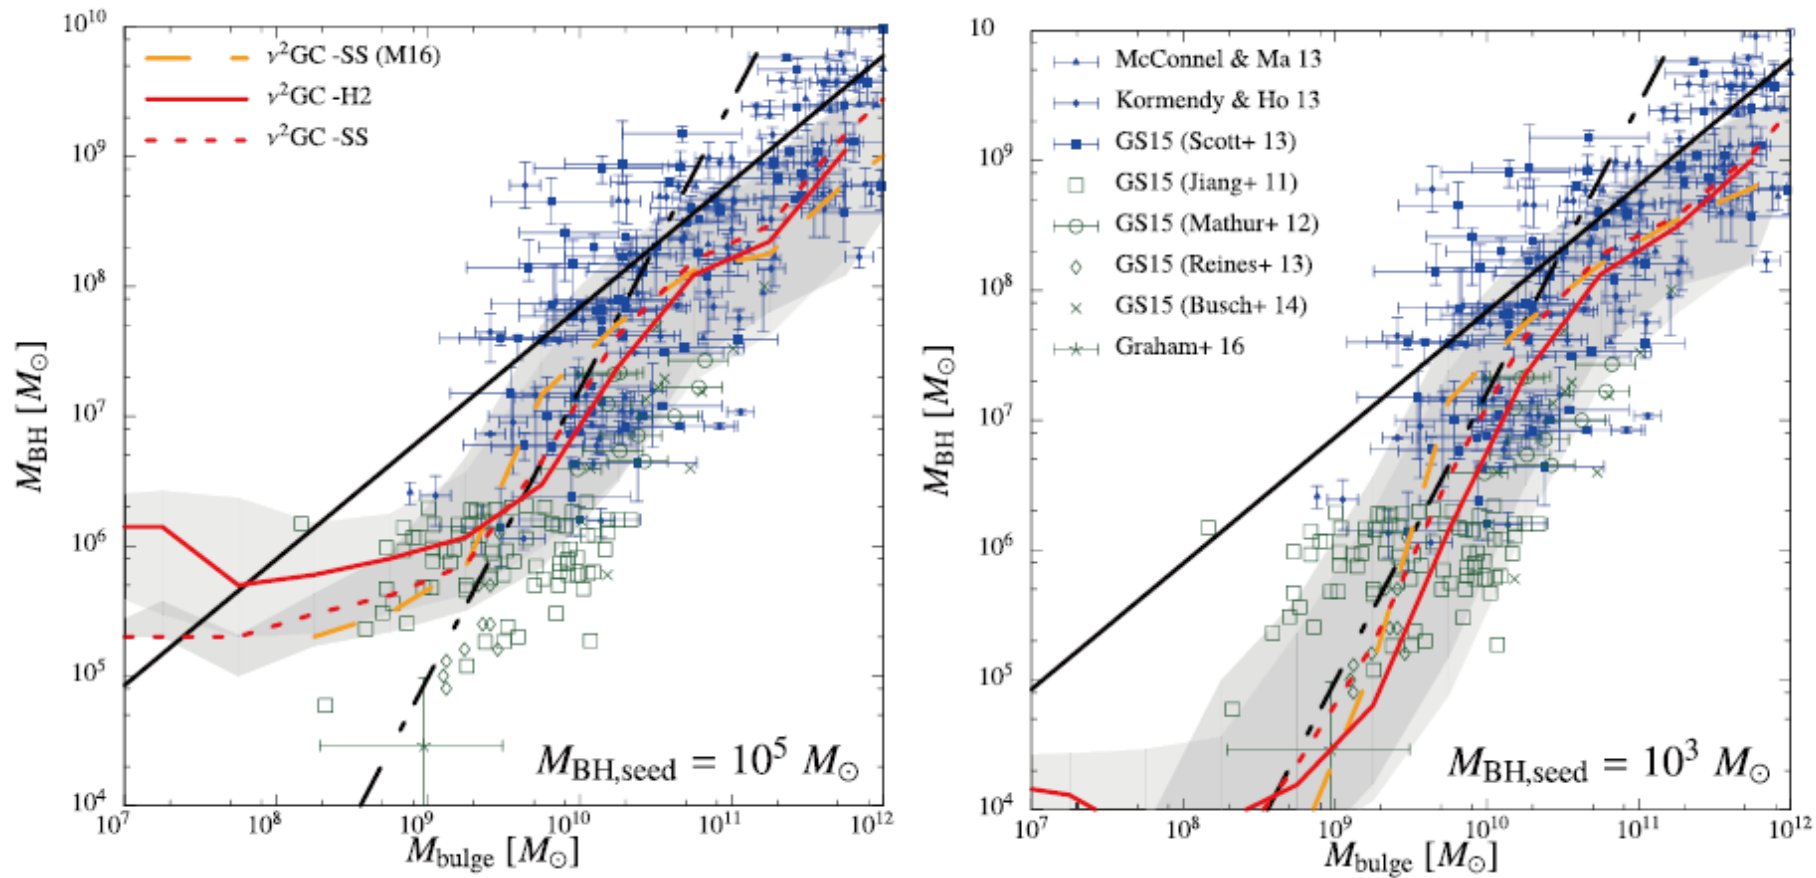 10¹⁰
10⁹
10⁸
10⁷
10⁶
10⁵
10⁴
M_BH [M_⊙]
ν²GC -SS (M16)
ν²GC -H2
ν²GC -SS
M_BH,seed = 10⁵ M_⊙
10⁷ 10⁸ 10⁹ 10¹⁰ 10¹¹ 10¹²
M_bulge [M_⊙]
10
10⁹
10⁸
10⁷
10⁶
10⁵
10⁴
M_BH [M_⊙]
McConnel & Ma 13
Kormendy & Ho 13
GS15 (Scott+ 13)
GS15 (Jiang+ 11)
GS15 (Mathur+ 12)
GS15 (Reines+ 13)
GS15 (Busch+ 14)
Graham+ 16
M_BH,seed = 10³ M_⊙
10⁷ 10⁸ 10⁹ 10¹⁰ 10¹¹ 10¹²
M_bulge [M_⊙]